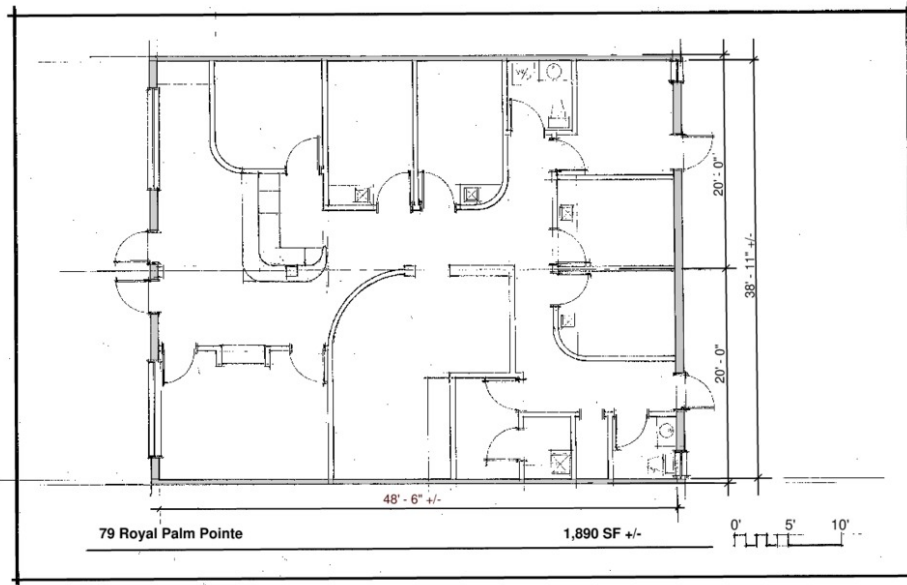 20' - 0"
38' - 11" +/-
20' - 0"
48' - 6" +/-
79 Royal Palm Pointe
1,890 SF +/-
0' 5' 10'